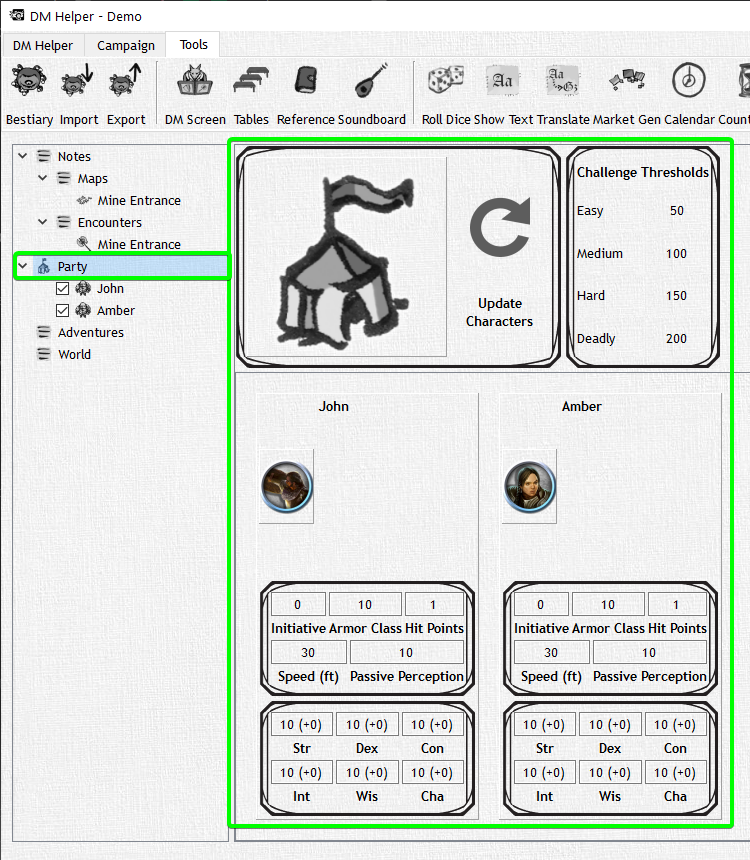 DM Helper - Demo
DM Helper Campaign Tools
Bestiary Import Export DM Screen Tables Reference Soundboard Roll Dice Show Text Translate Market Gen Calendar Count
Aa
Aa
Notes
Maps
Mine Entrance
Encounters
Mine Entrance
Party
John
Amber
Adventures
World
Update
Characters
Challenge Thresholds
Easy 50
Medium 100
Hard 150
Deadly 200
John
0 10 1
Initiative Armor Class Hit Points
30 10
Speed (ft) Passive Perception
10 (+0) 10 (+0) 10 (+0)
Str Dex Con
10 (+0) 10 (+0) 10 (+0)
Int Wis Cha
Amber
0 10 1
Initiative Armor Class Hit Points
30 10
Speed (ft) Passive Perception
10 (+0) 10 (+0) 10 (+0)
Str Dex Con
10 (+0) 10 (+0) 10 (+0)
Int Wis Cha